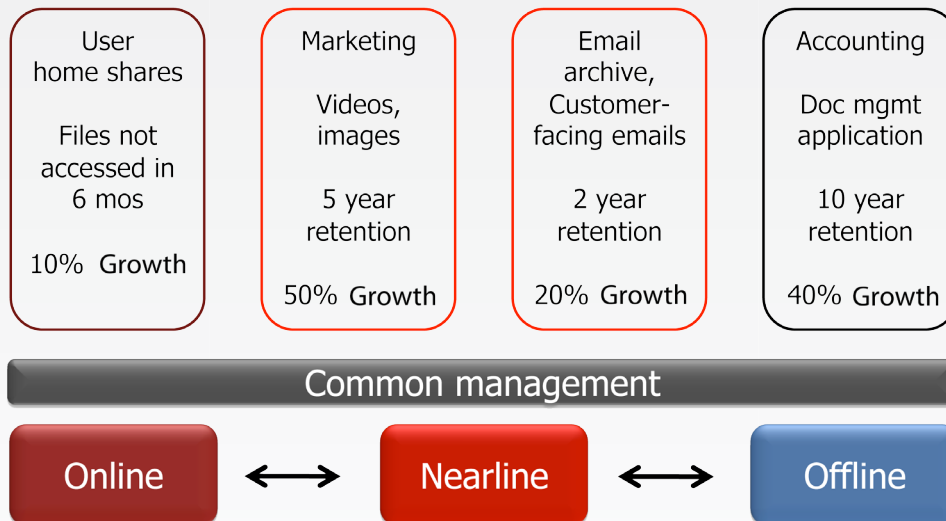 User
home shares
Files not
accessed in
6 mos
10% Growth
Marketing
Videos,
images
5 year
retention
50% Growth
Email
archive,
Customer-
facing emails
2 year
retention
20% Growth
Accounting
Doc mgmt
application
10 year
retention
40% Growth
Common management
Online
Nearline
Offline